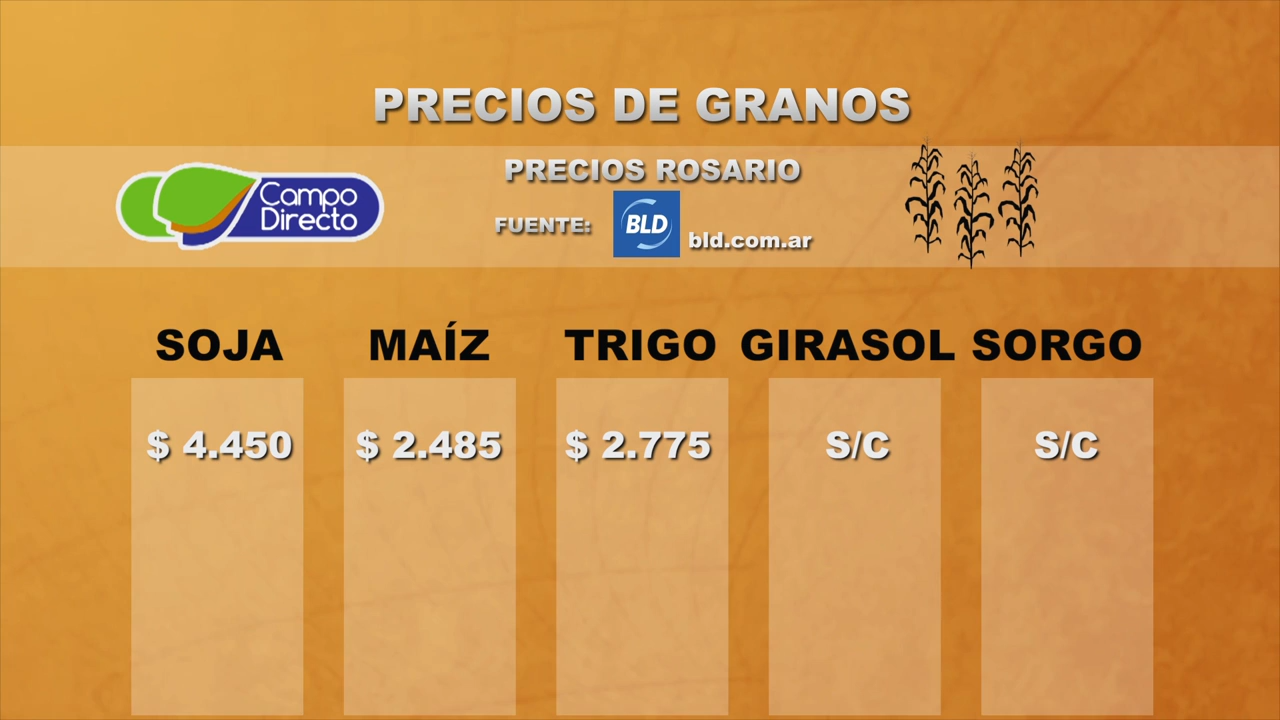 PRECIOS DE GRANOS
Campo
Directo
PRECIOS ROSARIO
FUENTE: BLD bld.com.ar
SOJA MAÍZ TRIGO GIRASOL SORGO
$ 4.450 $ 2.485 $ 2.775 S/C S/C